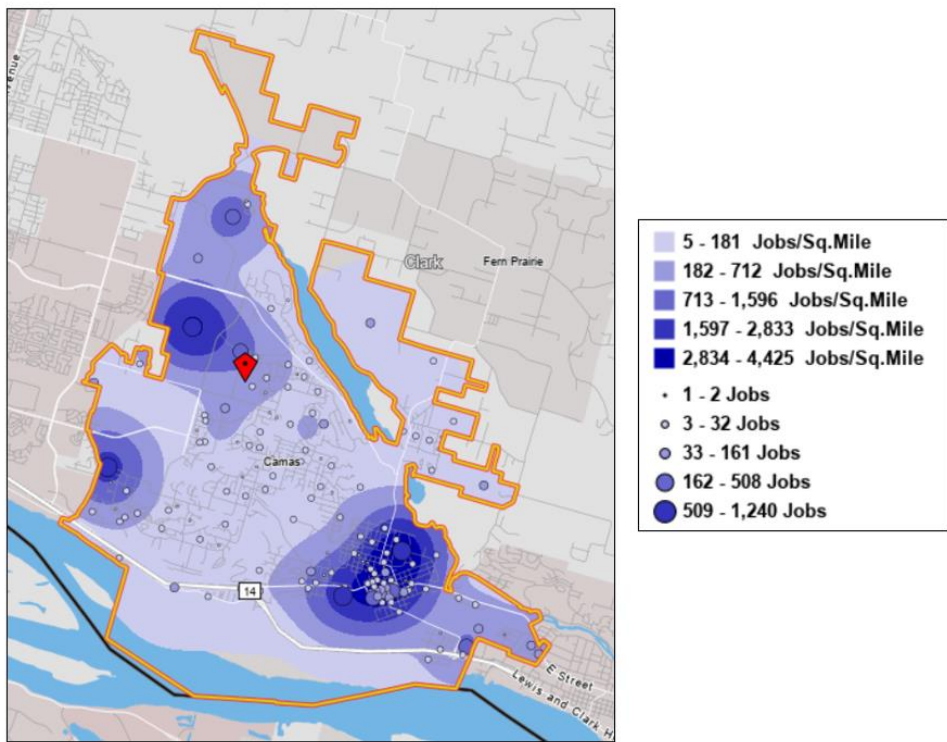 venue
Clark
Fern Prairie
Camas
14
E Street
Lewis and Clark H
5 - 181 Jobs/Sq.Mile
182 - 712 Jobs/Sq.Mile
713 - 1,596 Jobs/Sq.Mile
1,597 - 2,833 Jobs/Sq.Mile
2,834 - 4,425 Jobs/Sq.Mile
1 - 2 Jobs
3 - 32 Jobs
33 - 161 Jobs
162 - 508 Jobs
509 - 1,240 Jobs